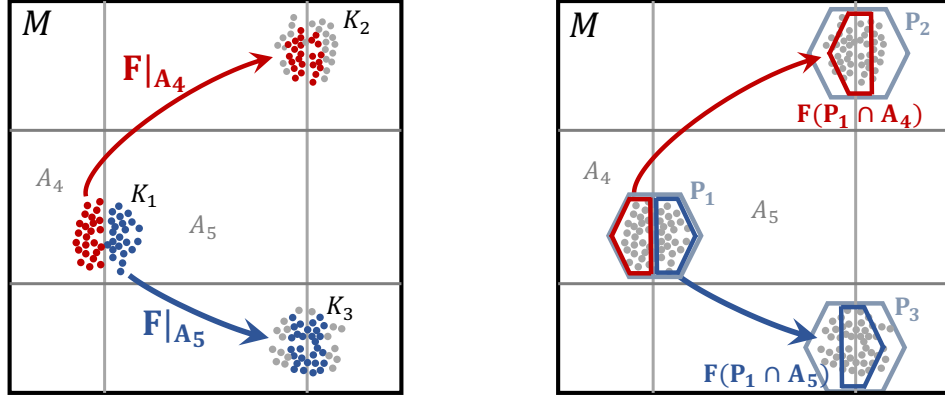 M
K₂
F|A₄
A₄
K₁
A₅
F|A₅
K₃
M
P₂
F(P₁ ∩ A₄)
A₄
P₁
A₅
P₃
F(P₁ ∩ A₅)